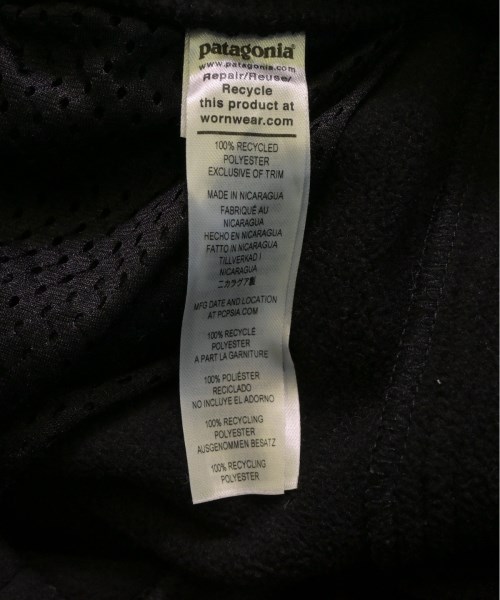 patagonia®
www.patagonia.com
Repair/Reuse/
Recycle
this product at
wornwear.com
100% RECYCLED
POLYESTER
EXCLUSIVE OF TRIM
MADE IN NICARAGUA
FABRIQUÉ AU
NICARAGUA
HECHO EN NICARAGUA
FATTO IN NICARAGUA
TILLVERKAD I
NICARAGUA
ニカラグア製
MFG DATE AND LOCATION
AT PCPSIA.COM
100% RECYCLÉ
POLYESTER
A PART LA GARNITURE
100% POLIÉSTER
RECICLADO
NO INCLUYE EL ADORNO
100% RECYCLING
POLYESTER
AUSGENOMMEN BESATZ
100% RECYCLING
POLYESTER